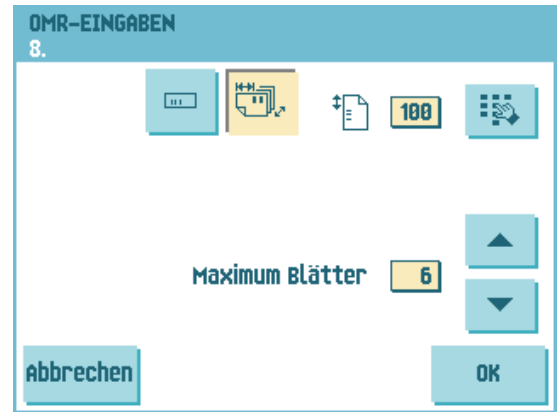 OMR-EINGABEN
8.
100
Maximum Blätter 6
Abbrechen OK